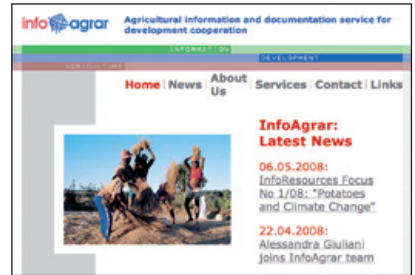 infoagrar
Agricultural information and documentation service for
development cooperation
INFORMATION
DEVELOPMENT
AGRICULTURE
Home | News | About Us | Services | Contact | Links
InfoAgrar:
Latest News
06.05.2008:
InfoResources Focus
No 1/08: "Potatoes
and Climate Change"
22.04.2008:
Alessandra Giuliani
joins InfoAgrar team